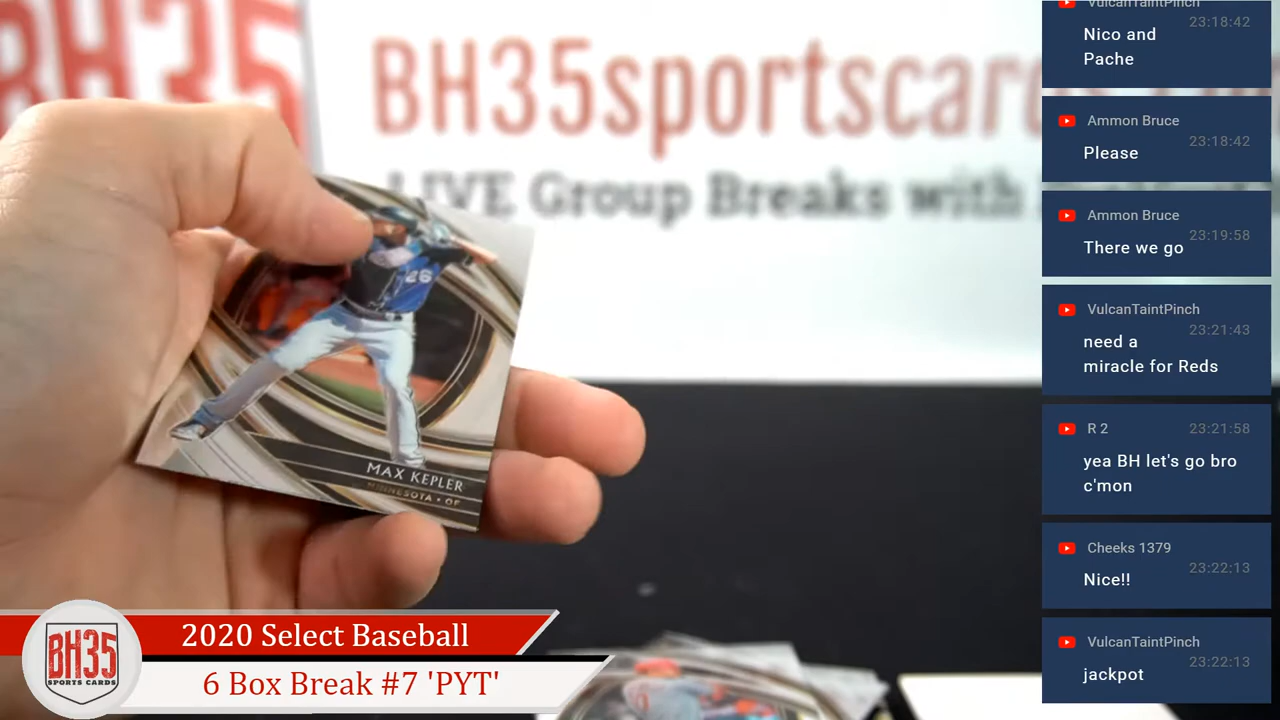 BH35
BH35sportscards
LIVE Group Breaks with
26
MAX KEPLER
MINNESOTA • OF
VulcanTaintPinch
23:18:42
Nico and
Pache
Ammon Bruce
23:18:42
Please
Ammon Bruce
23:19:58
There we go
VulcanTaintPinch
23:21:43
need a
miracle for Reds
R 2
23:21:58
yea BH let's go bro
c'mon
Cheeks 1379
23:22:13
Nice!!
VulcanTaintPinch
23:22:13
jackpot
BH35
SPORTS CARDS
2020 Select Baseball
6 Box Break #7 'PYT'